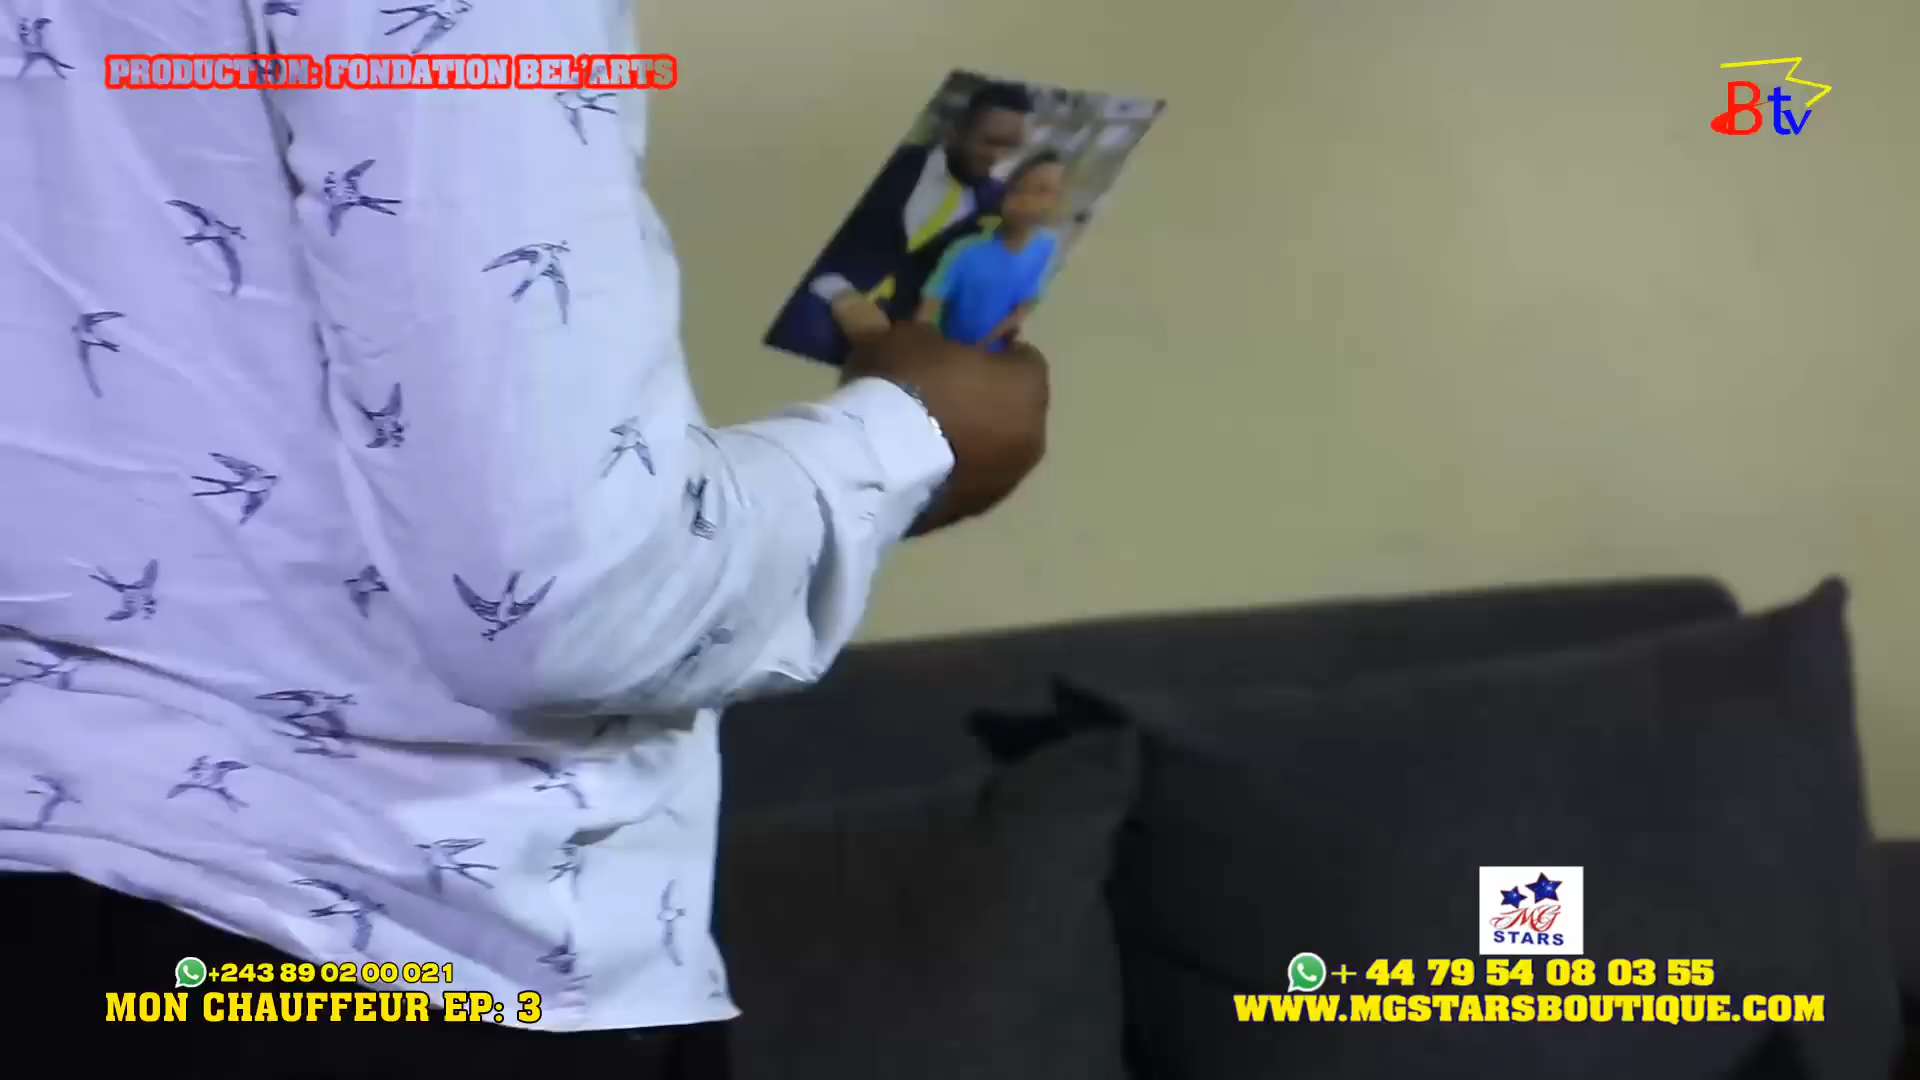 PRODUCTION: FONDATION BEL'ARTS
Btv
MG
STARS
+243 89 02 00 021
MON CHAUFFEUR EP: 3
+ 44 79 54 08 03 55
WWW.MGSTARSBOUTIQUE.COM